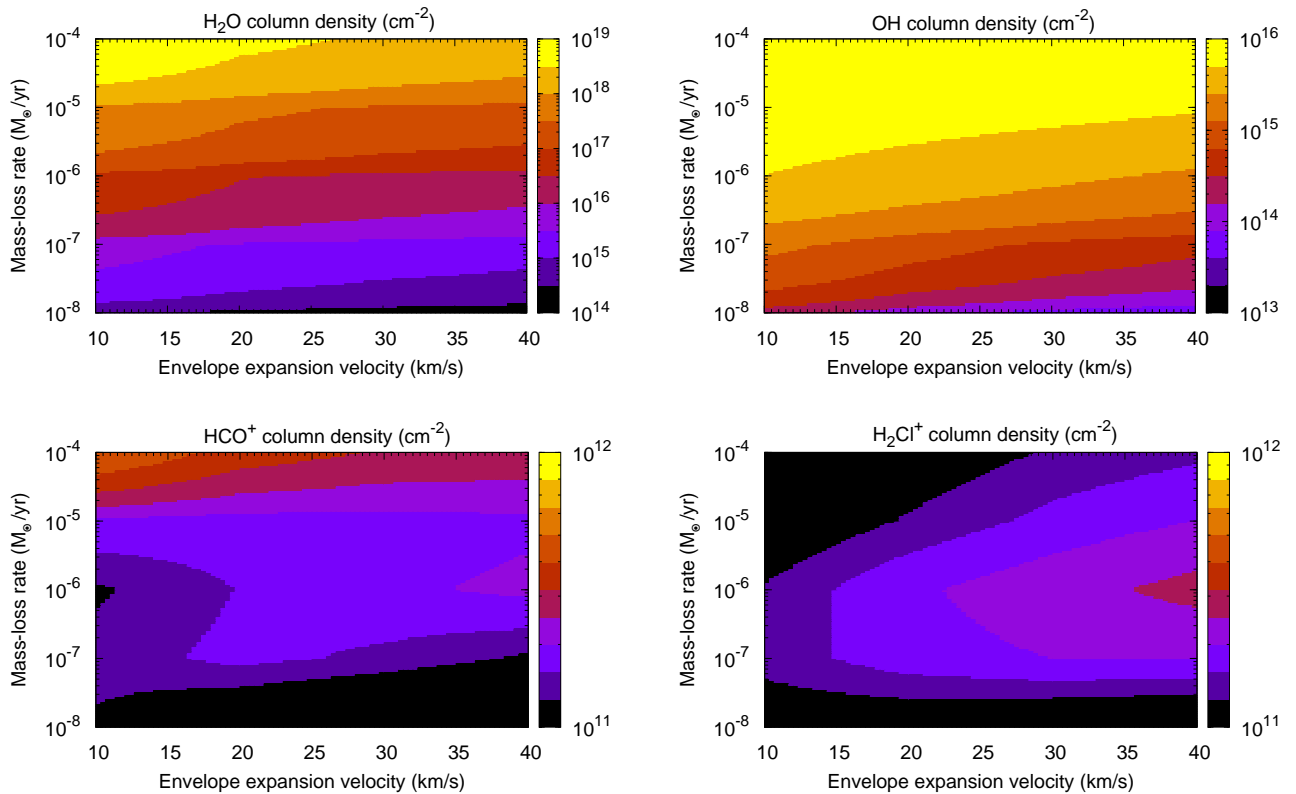 H₂O column density (cm⁻²)
Mass-loss rate (M⊙/yr)
10⁻⁴
10⁻⁵
10⁻⁶
10⁻⁷
10⁻⁸
10 15 20 25 30 35 40
Envelope expansion velocity (km/s)
10¹⁹
10¹⁸
10¹⁷
10¹⁶
10¹⁵
10¹⁴
OH column density (cm⁻²)
Mass-loss rate (M⊙/yr)
10⁻⁴
10⁻⁵
10⁻⁶
10⁻⁷
10⁻⁸
10 15 20 25 30 35 40
Envelope expansion velocity (km/s)
10¹⁶
10¹⁵
10¹⁴
10¹³
HCO⁺ column density (cm⁻²)
Mass-loss rate (M⊙/yr)
10⁻⁴
10⁻⁵
10⁻⁶
10⁻⁷
10⁻⁸
10 15 20 25 30 35 40
Envelope expansion velocity (km/s)
10¹²
10¹¹
H₂Cl⁺ column density (cm⁻²)
Mass-loss rate (M⊙/yr)
10⁻⁴
10⁻⁵
10⁻⁶
10⁻⁷
10⁻⁸
10 15 20 25 30 35 40
Envelope expansion velocity (km/s)
10¹²
10¹¹